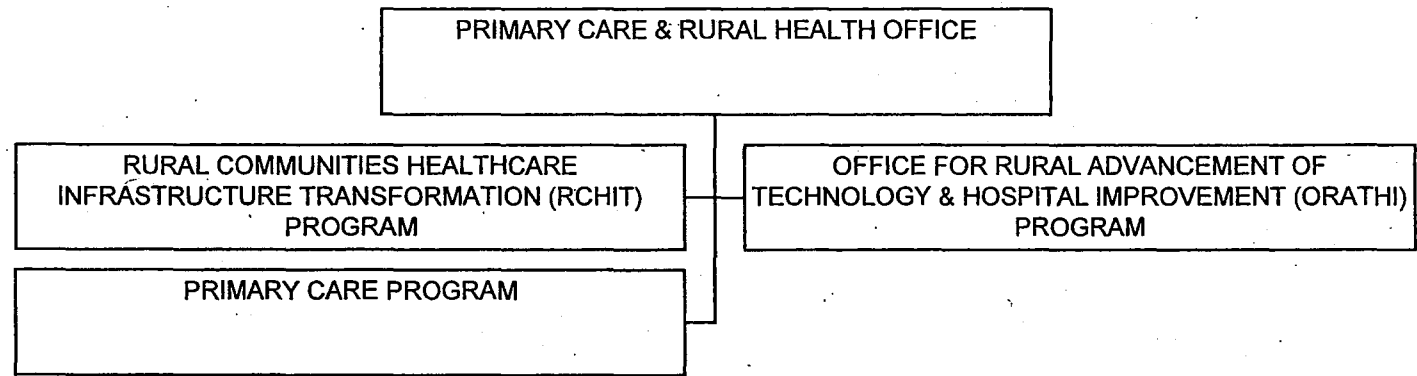 PRIMARY CARE & RURAL HEALTH OFFICE
RURAL COMMUNITIES HEALTHCARE
INFRASTRUCTURE TRANSFORMATION (RCHIT)
PROGRAM
OFFICE FOR RURAL ADVANCEMENT OF
TECHNOLOGY & HOSPITAL IMPROVEMENT (ORATHI)
PROGRAM
PRIMARY CARE PROGRAM